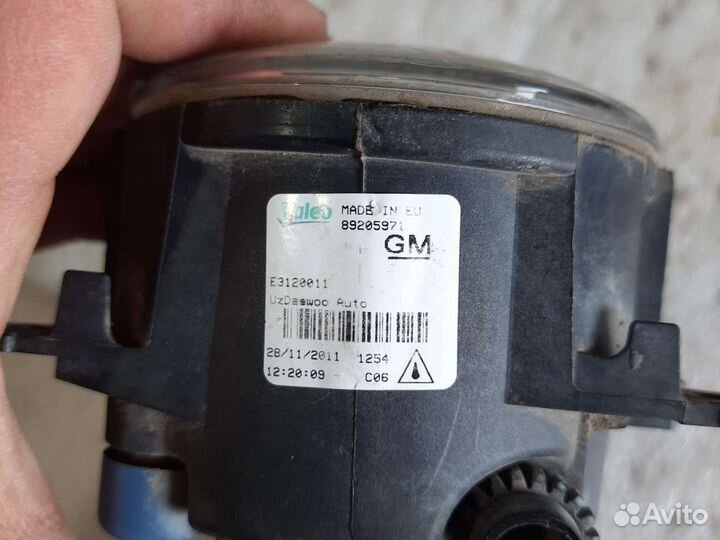 Valeo MADE IN EU
89205971
GM
E3120011
UzDaewoo Auto
28/11/2011 1254
12:20:09 - C06
Avito